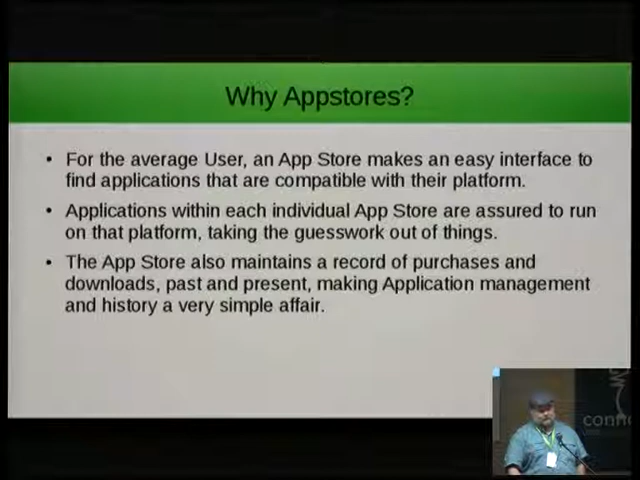 Why Appstores?
• For the average User, an App Store makes an easy interface to
find applications that are compatible with their platform.
• Applications within each individual App Store are assured to run
on that platform, taking the guesswork out of things.
• The App Store also maintains a record of purchases and
downloads, past and present, making Application management
and history a very simple affair.